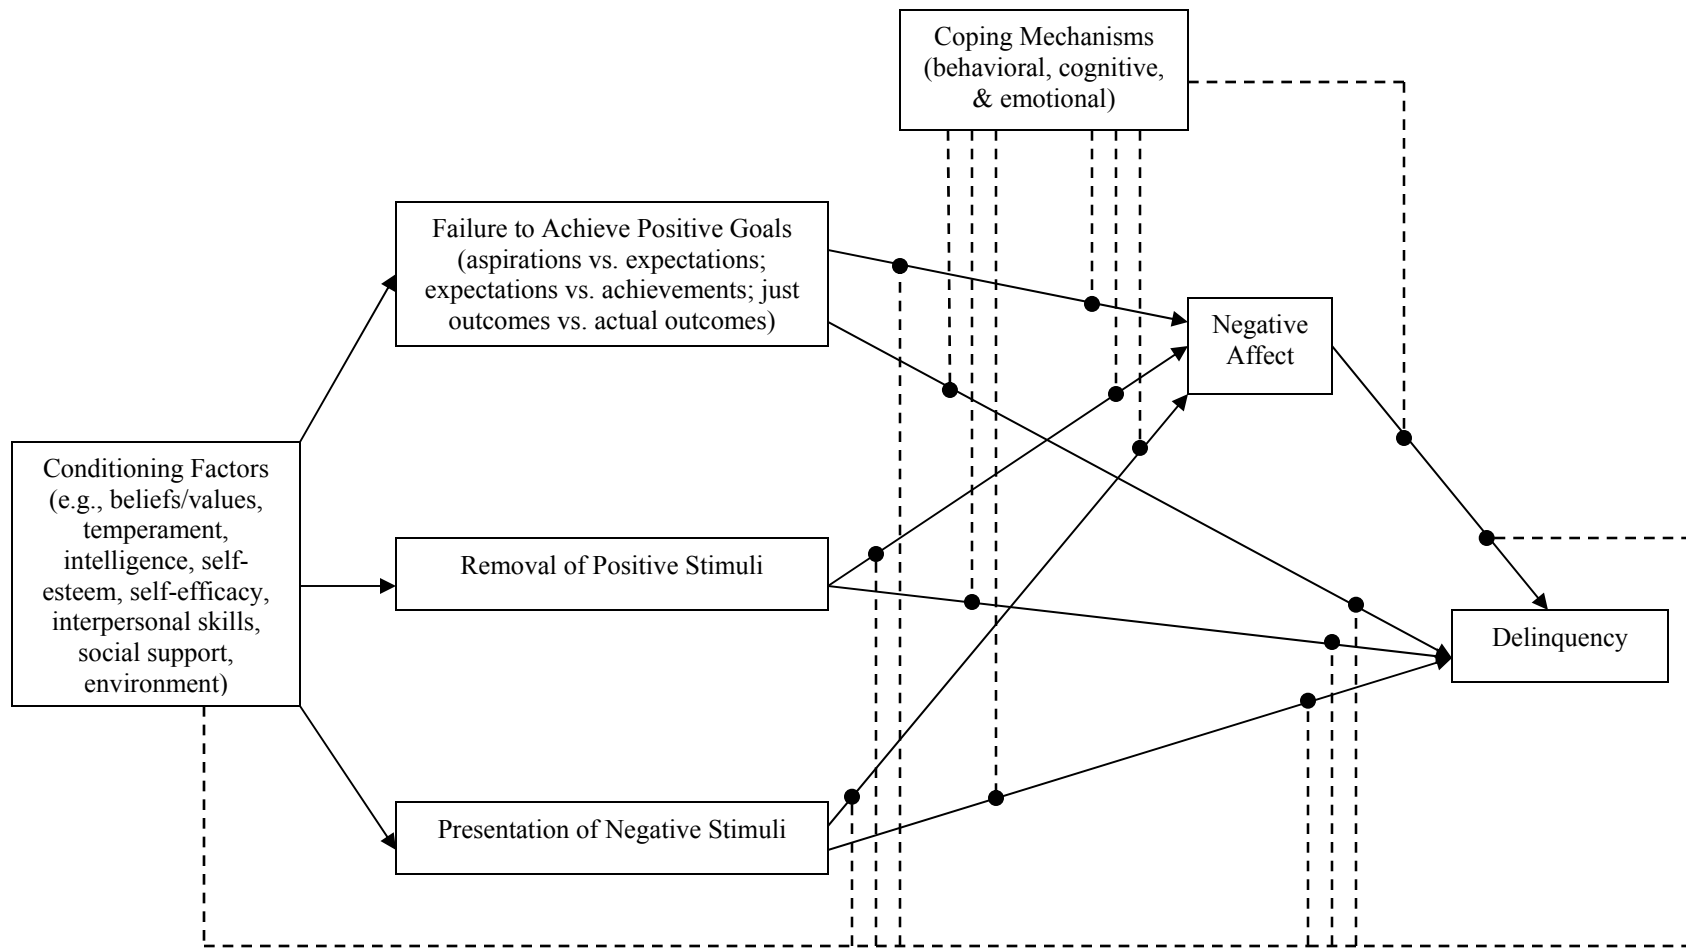 Coping Mechanisms
(behavioral, cognitive,
& emotional)
Failure to Achieve Positive Goals
(aspirations vs. expectations;
expectations vs. achievements; just
outcomes vs. actual outcomes)
Negative
Affect
Conditioning Factors
(e.g., beliefs/values,
temperament,
intelligence, self-
esteem, self-efficacy,
interpersonal skills,
social support,
environment)
Removal of Positive Stimuli
Delinquency
Presentation of Negative Stimuli